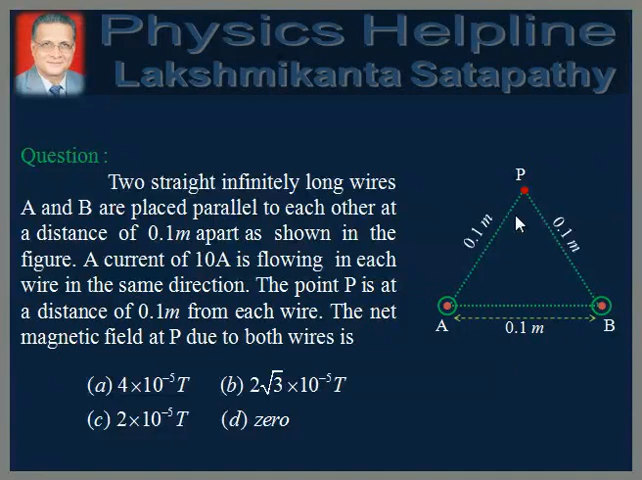 Physics Helpline
Lakshmikanta Satapathy
Question :
Two straight infinitely long wires
A and B are placed parallel to each other at
a distance of 0.1m apart as shown in the
figure. A current of 10A is flowing in each
wire in the same direction. The point P is at
a distance of 0.1m from each wire. The net
magnetic field at P due to both wires is
(a) 4×10⁻⁵T (b) 2√3×10⁻⁵T
(c) 2×10⁻⁵T (d) zero
P
0.1 m 0.1 m
A 0.1 m B